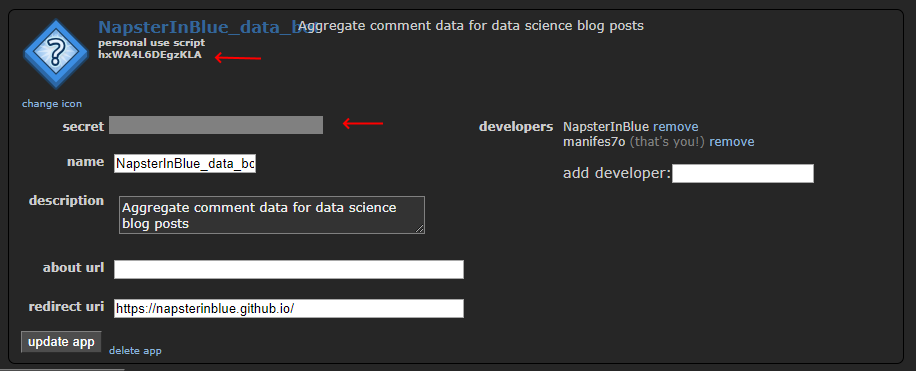 NapsterInBlue_data_bot
Aggregate comment data for data science blog posts
personal use script
hxWA4L6DEgzKLA
change icon
secret
name NapsterInBlue_data_bo
description Aggregate comment data for data science
blog posts
about url
redirect uri https://napsterinblue.github.io/
update app delete app
developers NapsterInBlue remove
manifes7o (that's you!) remove
add developer: